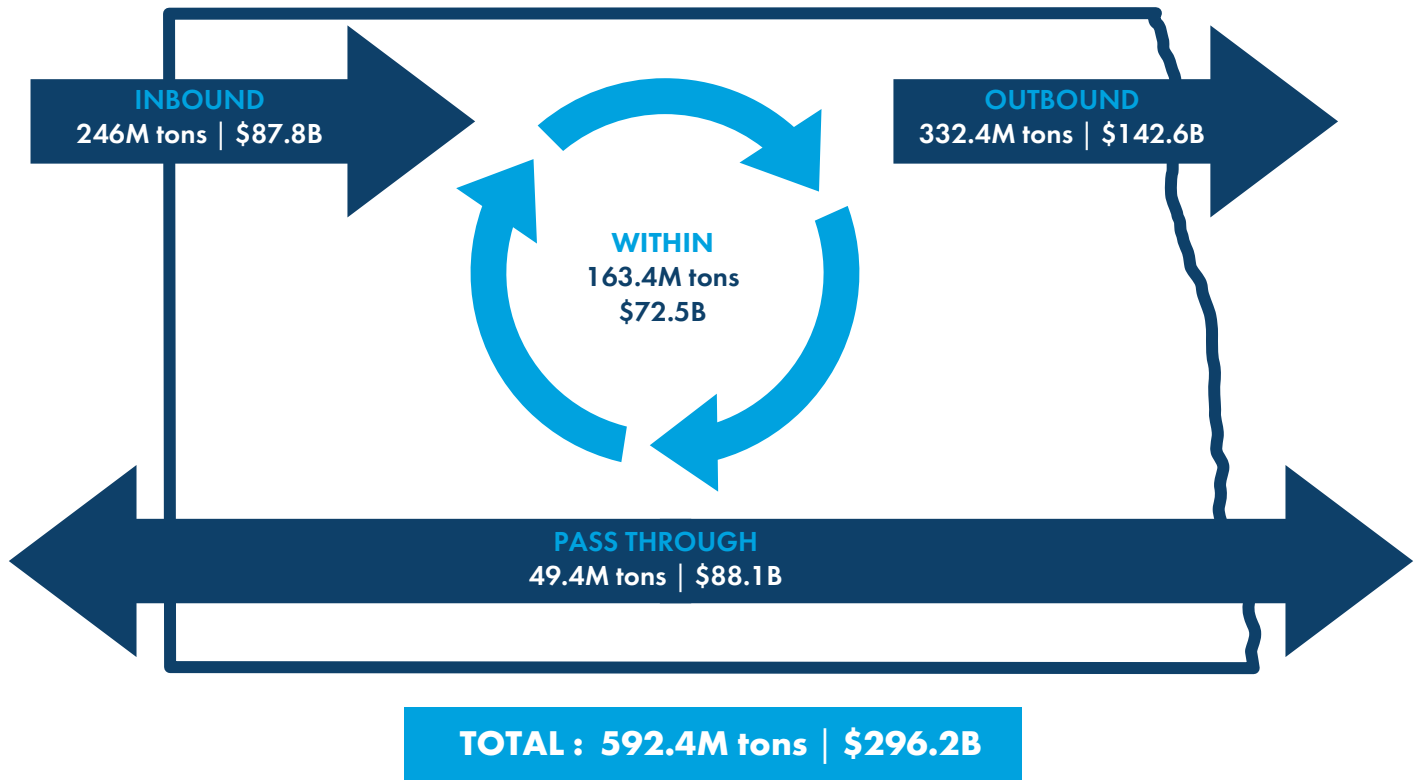 INBOUND
246M tons | $87.8B
OUTBOUND
332.4M tons | $142.6B
WITHIN
163.4M tons
$72.5B
PASS THROUGH
49.4M tons | $88.1B
TOTAL : 592.4M tons | $296.2B